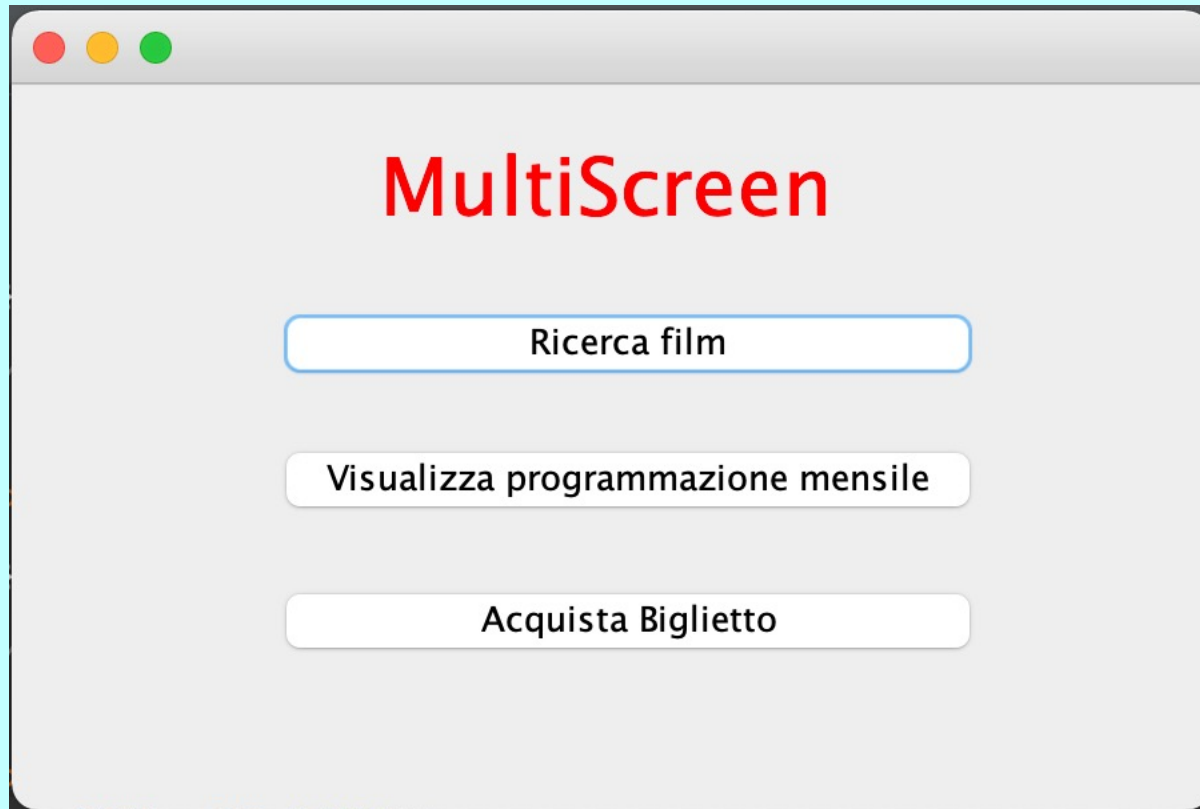 MultiScreen
Ricerca film
Visualizza programmazione mensile
Acquista Biglietto